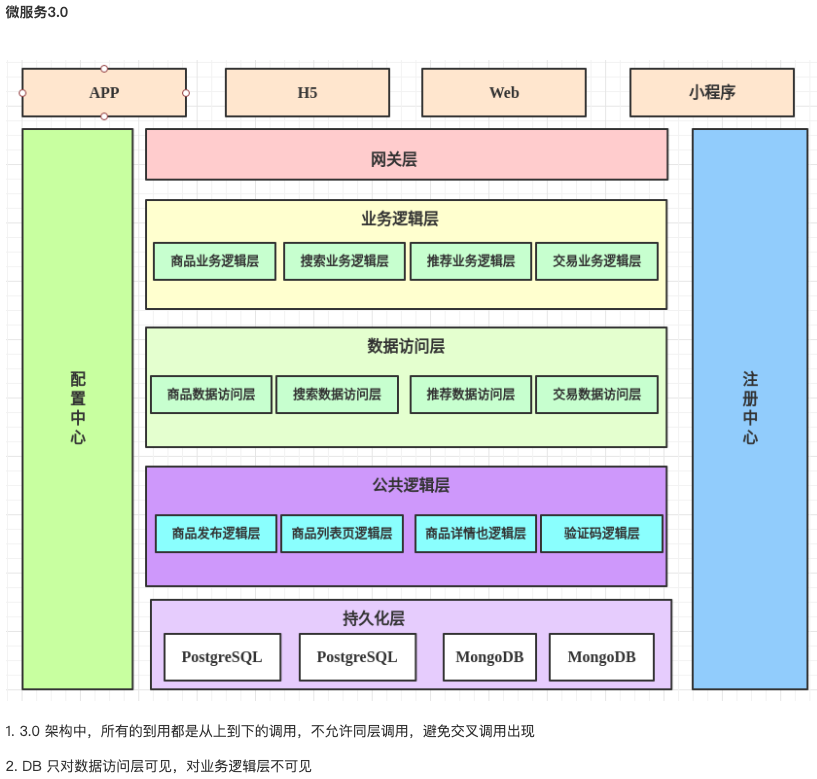 微服务3.0
APP
H5
Web
小程序
网关层
业务逻辑层
商品业务逻辑层
搜索业务逻辑层
推荐业务逻辑层
交易业务逻辑层
数据访问层
商品数据访问层
搜索数据访问层
推荐数据访问层
交易数据访问层
配置中心
注册中心
公共逻辑层
商品发布逻辑层
商品列表页逻辑层
商品详情也逻辑层
验证码逻辑层
持久化层
PostgreSQL
PostgreSQL
MongoDB
MongoDB
1. 3.0 架构中，所有的到用都是从上到下的调用，不允许同层调用，避免交叉调用出现
2. DB 只对数据访问层可见，对业务逻辑层不可见